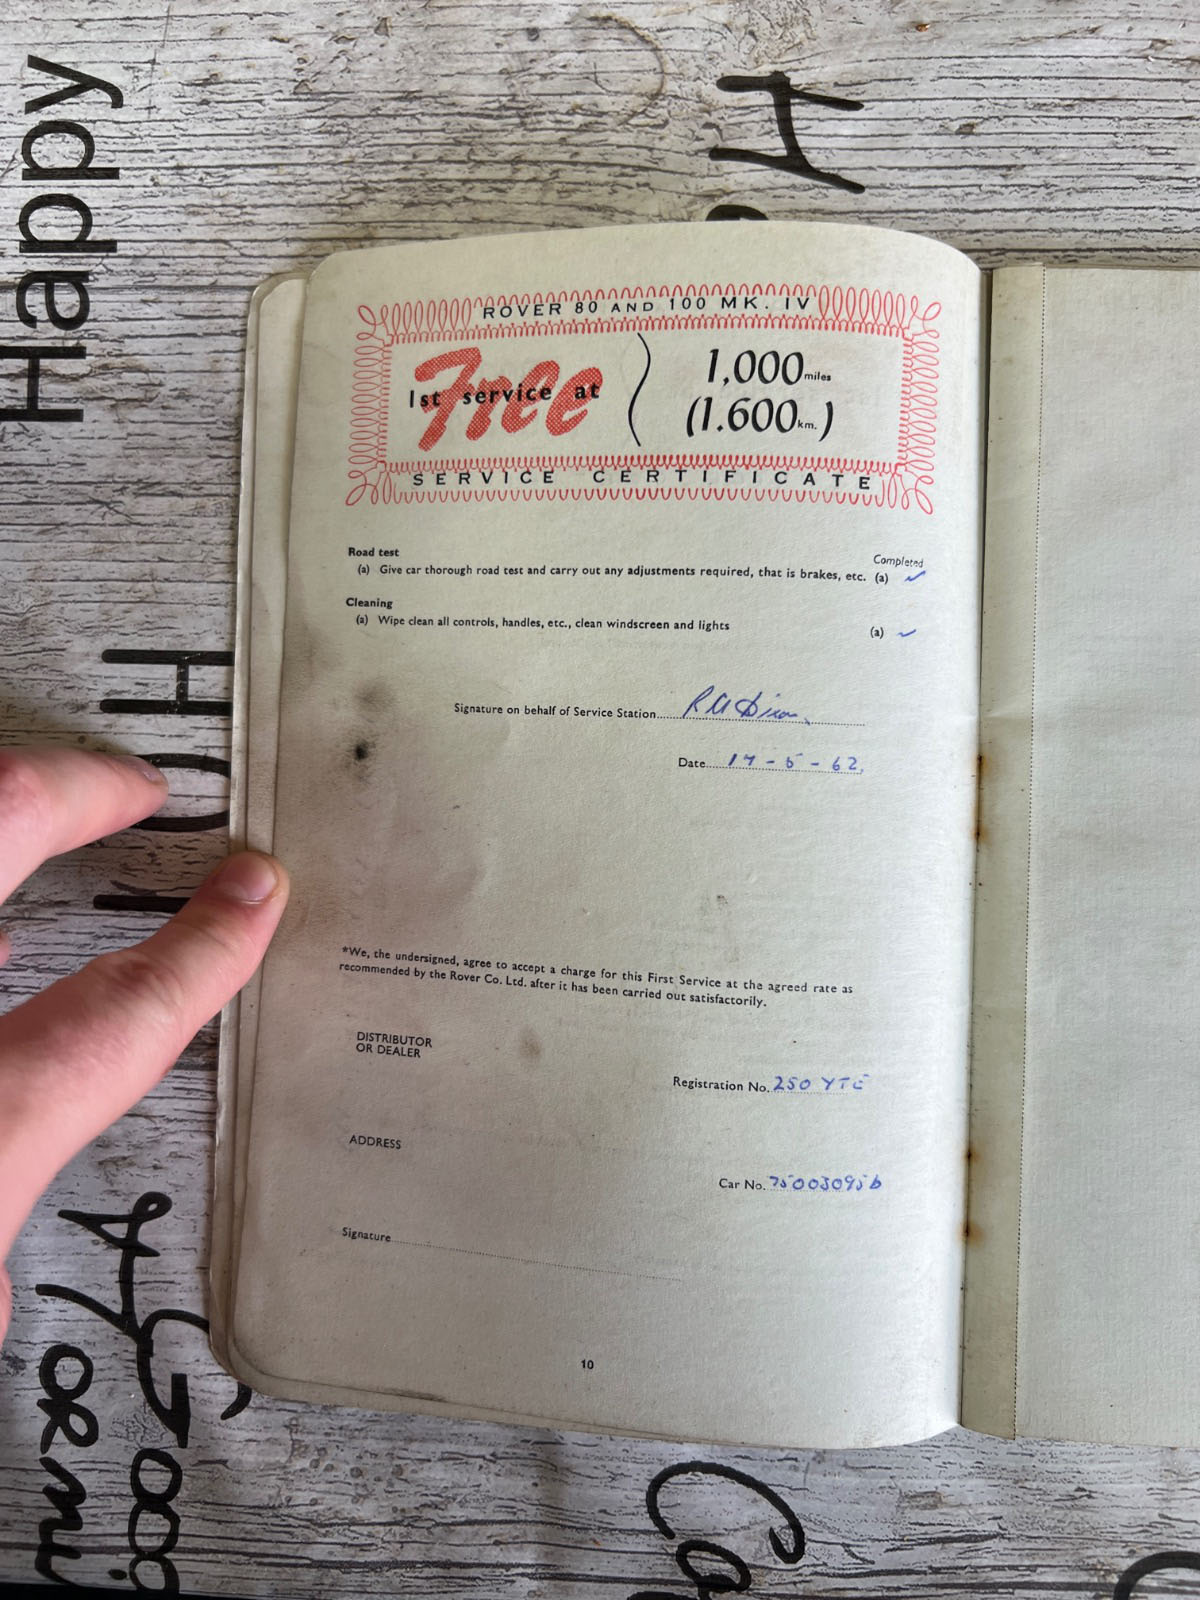 Happy
ROVER 80 AND 100 MK. IV
Free
1st service at
1,000 miles
(1.600 km.)
SERVICE CERTIFICATE
Road test
Completed
(a) Give car thorough road test and carry out any adjustments required, that is brakes, etc. (a) ✓
Cleaning
(a) Wipe clean all controls, handles, etc., clean windscreen and lights (a) ✓
Signature on behalf of Service Station
Date 17-5-62
*We, the undersigned, agree to accept a charge for this First Service at the agreed rate as
recommended by the Rover Co. Ltd. after it has been carried out satisfactorily.
DISTRIBUTOR
OR DEALER
Registration No. 250 YTE
ADDRESS
Car No. 75003095b
Signature
10